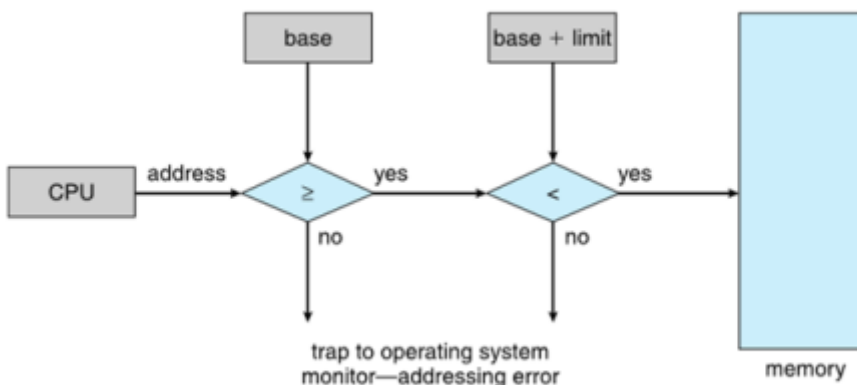 base
base + limit
CPU
address
≥
yes
<
yes
no
no
trap to operating system
monitor—addressing error
memory